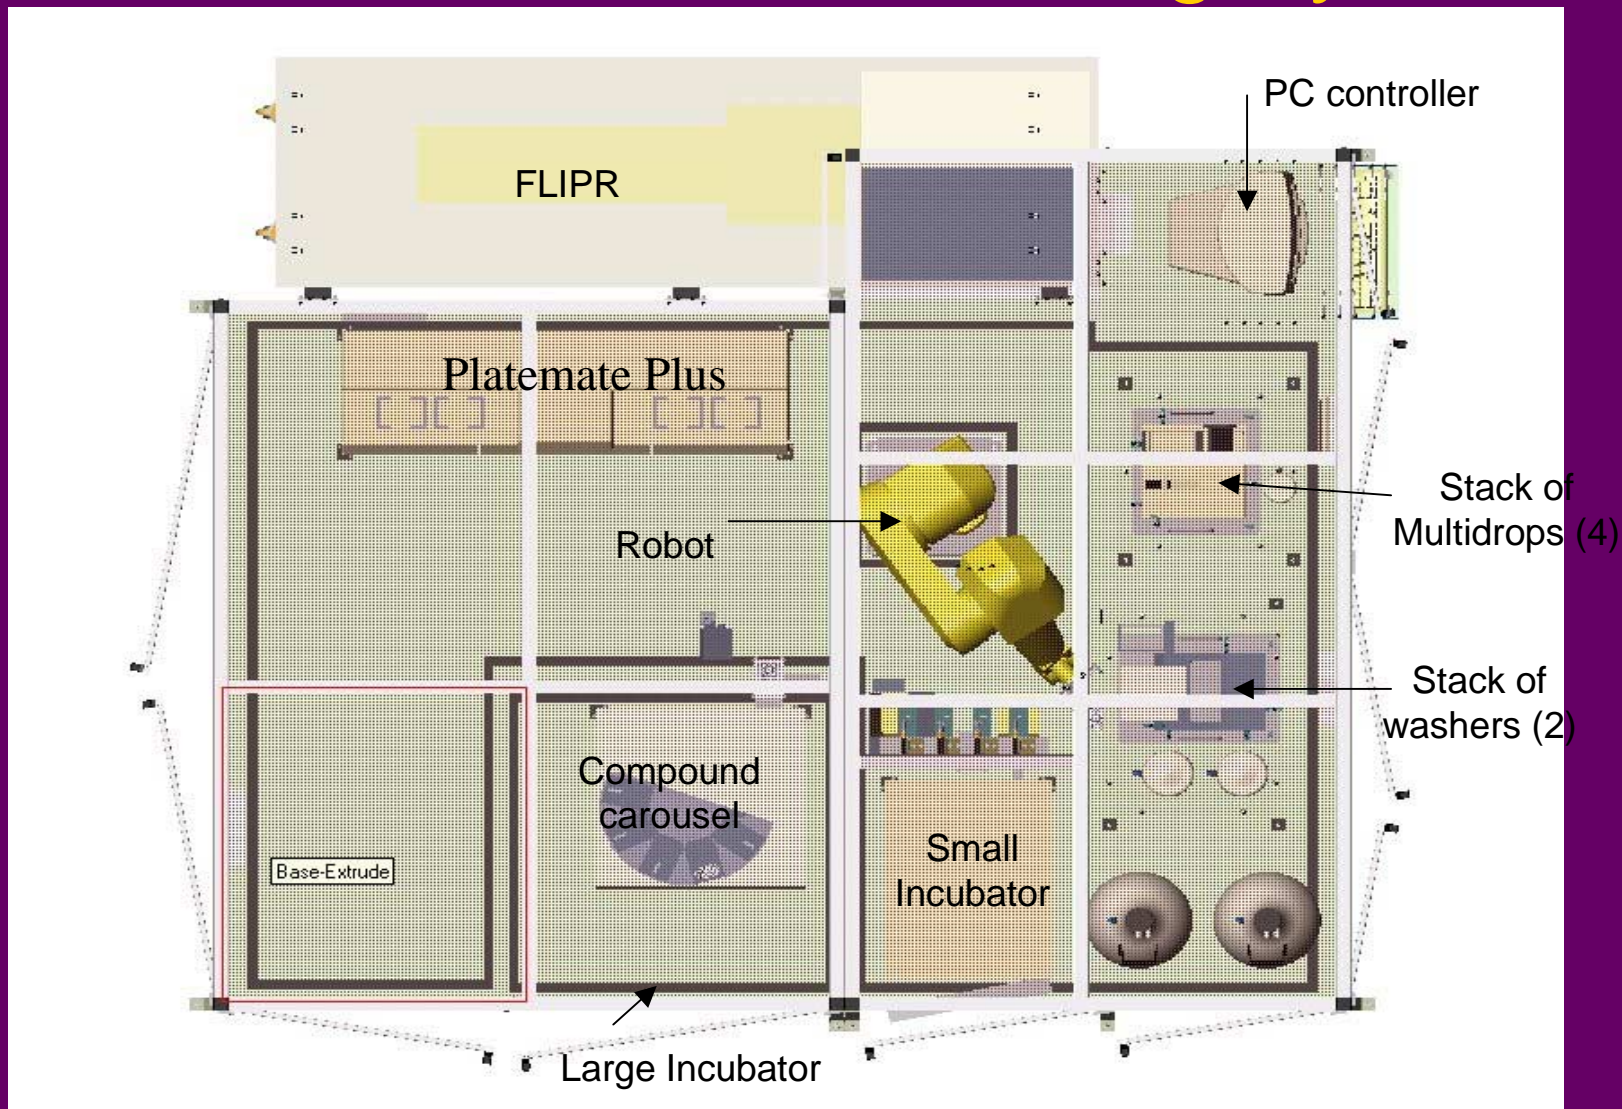 PC controller
FLIPR
Platemate Plus
Stack of
Multidrops (4)
Robot
Stack of
washers (2)
Compound
carousel
Small
Incubator
Base-Extrude
Large Incubator